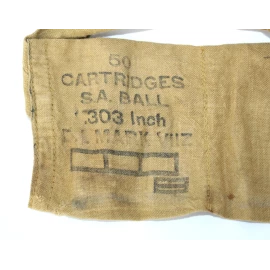 50
CARTRIDGES
S.A. BALL
.303 Inch
MARK VIIZ